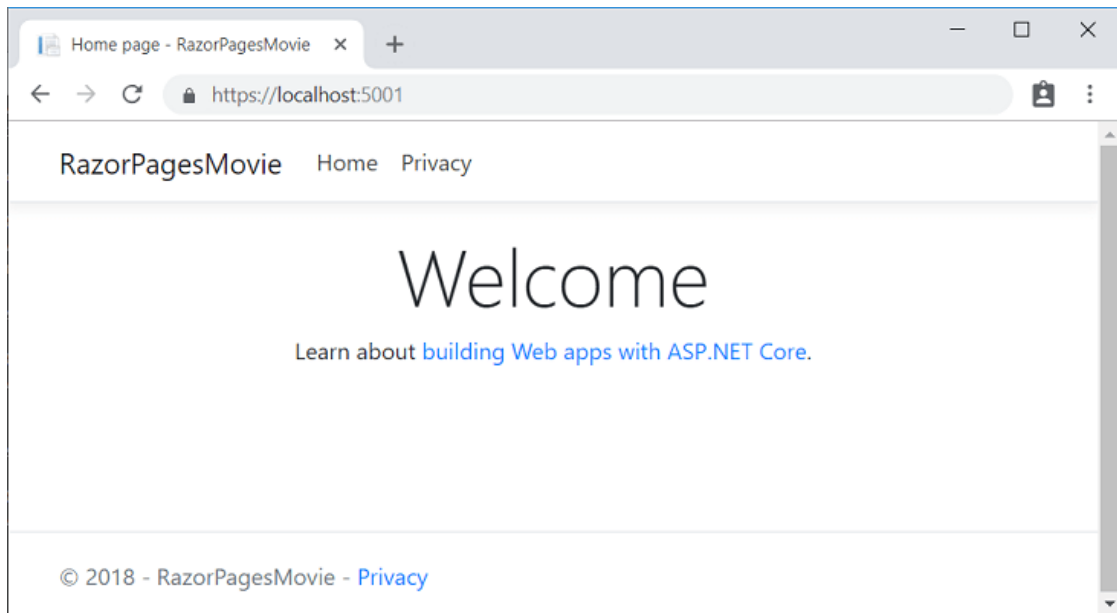 Home page - RazorPagesMovie
https://localhost:5001
RazorPagesMovie Home Privacy
Welcome
Learn about building Web apps with ASP.NET Core.
© 2018 - RazorPagesMovie - Privacy